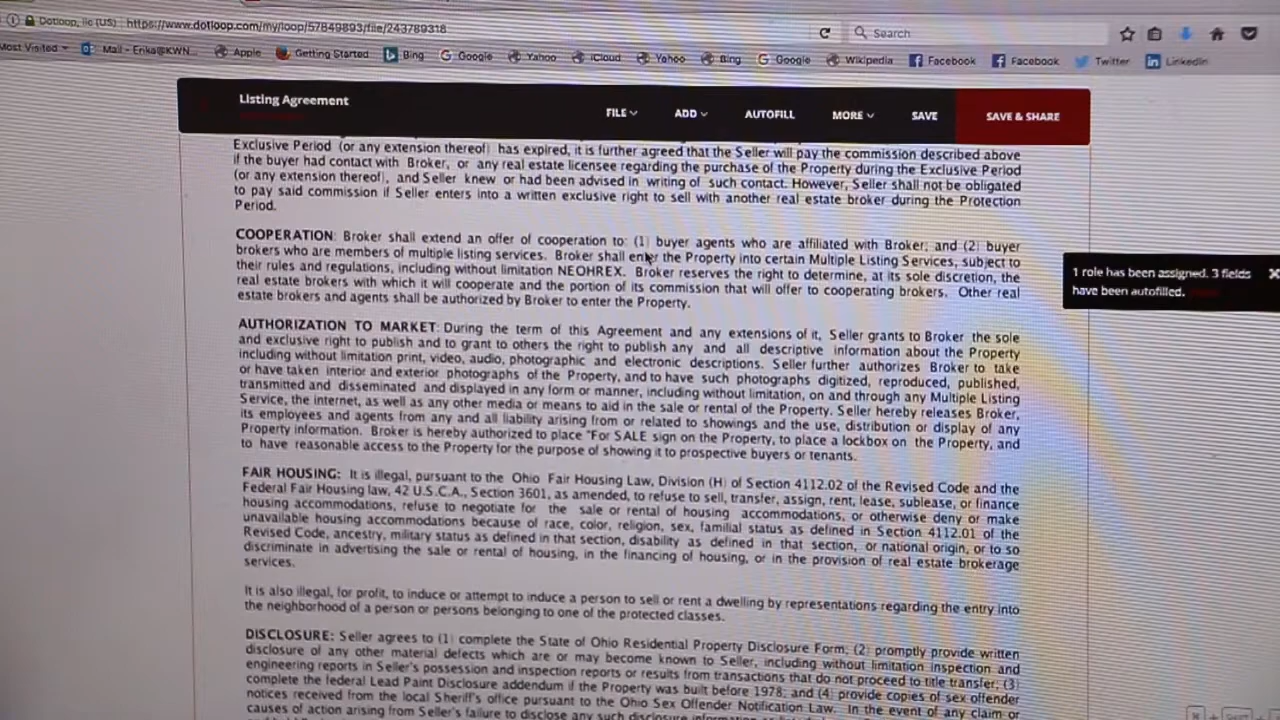 Dotloop, llc (US) https://www.dotloop.com/my/loop/57849893/file/243789318
Search
Most Visited Mail - Erika@KWN... Apple Getting Started Bing Google Yahoo iCloud Yahoo Bing Google Wikipedia Facebook Facebook Twitter LinkedIn
Listing Agreement
FILE ADD AUTOFILL MORE SAVE SAVE & SHARE
Exclusive Period (or any extension thereof) has expired, it is further agreed that the Seller will pay the commission described above
if the buyer had contact with Broker, or any real estate licensee regarding the purchase of the Property during the Exclusive Period
(or any extension thereof), and Seller knew or had been advised in writing of such contact. However, Seller shall not be obligated
to pay said commission if Seller enters into a written exclusive right to sell with another real estate broker during the Protection
Period.
COOPERATION: Broker shall extend an offer of cooperation to: (1) buyer agents who are affiliated with Broker; and (2) buyer
brokers who are members of multiple listing services. Broker shall enter the Property into certain Multiple Listing Services, subject to
their rules and regulations, including without limitation NEOHREX. Broker reserves the right to determine, at its sole discretion, the
real estate brokers with which it will cooperate and the portion of its commission that will offer to cooperating brokers. Other real
estate brokers and agents shall be authorized by Broker to enter the Property.
1 role has been assigned. 3 fields
have been autofilled.
AUTHORIZATION TO MARKET: During the term of this Agreement and any extensions of it, Seller grants to Broker the sole
and exclusive right to publish and to grant to others the right to publish any and all descriptive information about the Property
including without limitation print, video, audio, photographic and electronic descriptions. Seller further authorizes Broker to take
or have taken interior and exterior photographs of the Property, and to have such photographs digitized, reproduced, published,
transmitted and disseminated and displayed in any form or manner, including without limitation, on and through any Multiple Listing
Service, the internet, as well as any other media or means to aid in the sale or rental of the Property. Seller hereby releases Broker,
its employees and agents from any and all liability arising from or related to showings and the use, distribution or display of any
Property information. Broker is hereby authorized to place "For SALE sign on the Property, to place a lockbox on the Property, and
to have reasonable access to the Property for the purpose of showing it to prospective buyers or tenants.
FAIR HOUSING: It is illegal, pursuant to the Ohio Fair Housing Law, Division (H) of Section 4112.02 of the Revised Code and the
Federal Fair Housing law, 42 U.S.C.A., Section 3601, as amended, to refuse to sell, transfer, assign, rent, lease, sublease, or finance
housing accommodations, refuse to negotiate for the sale or rental of housing accommodations, or otherwise deny or make
unavailable housing accommodations because of race, color, religion, sex, familial status as defined in Section 4112.01 of the
Revised Code, ancestry, military status as defined in that section, disability as defined in that section, or national origin, or to so
discriminate in advertising the sale or rental of housing, in the financing of housing, or in the provision of real estate brokerage
services.
It is also illegal, for profit, to induce or attempt to induce a person to sell or rent a dwelling by representations regarding the entry into
the neighborhood of a person or persons belonging to one of the protected classes.
DISCLOSURE: Seller agrees to (1) complete the State of Ohio Residential Property Disclosure Form; (2) promptly provide written
disclosure of any other material defects which are or may become known to Seller, including without limitation inspection and
engineering reports in Seller's possession and inspection reports or results from transactions that do not proceed to title transfer; (3)
complete the federal Lead Paint Disclosure addendum if the Property was built before 1978; and (4) provide copies of sex offender
notices received from the local Sheriff's office pursuant to the Ohio Sex Offender Notification Law. In the event of any claim or
causes of action arising from Seller's failure to disclose any such disclosure